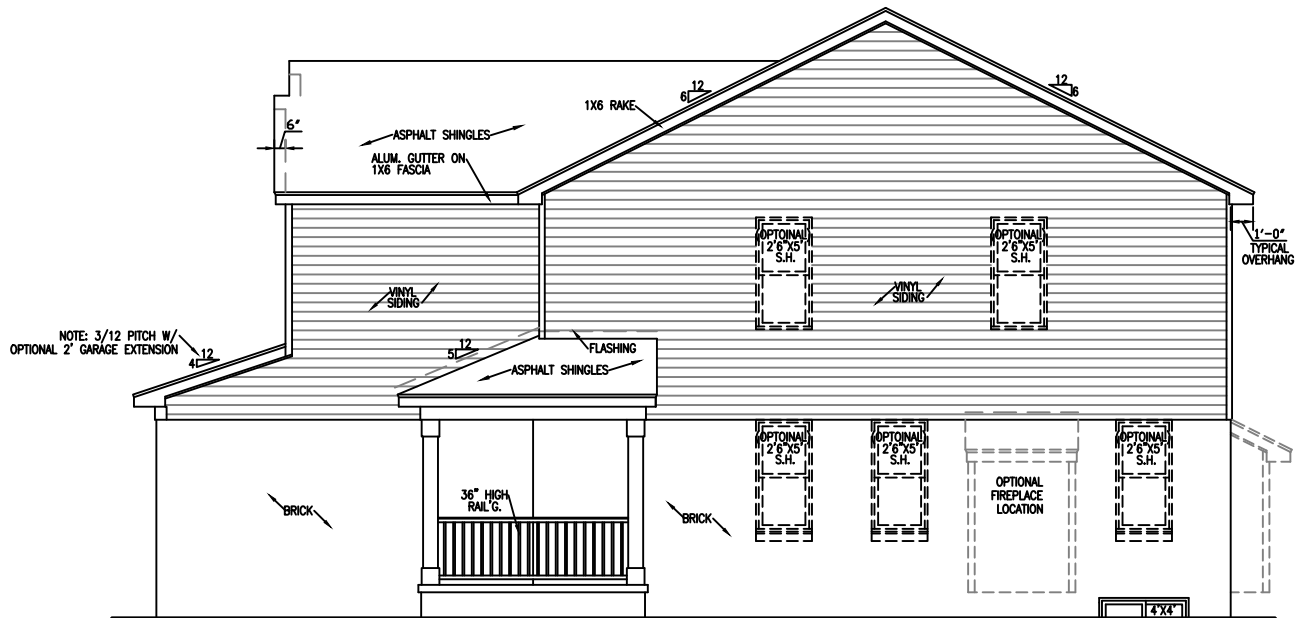 12
6
12
6
1X6 RAKE
6"
ASPHALT SHINGLES
ALUM. GUTTER ON
1X6 FASCIA
OPTOINAL
2'6"X5'
S.H.
OPTOINAL
2'6"X5'
S.H.
1'-0"
TYPICAL
OVERHANG
VINYL
SIDING
VINYL
SIDING
NOTE: 3/12 PITCH W/
OPTIONAL 2' GARAGE EXTENSION
12
4
12
5
FLASHING
ASPHALT SHINGLES
OPTOINAL
2'6"X5'
S.H.
OPTOINAL
2'6"X5'
S.H.
OPTOINAL
2'6"X5'
S.H.
OPTIONAL
FIREPLACE
LOCATION
36" HIGH
RAIL'G.
BRICK
BRICK
4'X4'